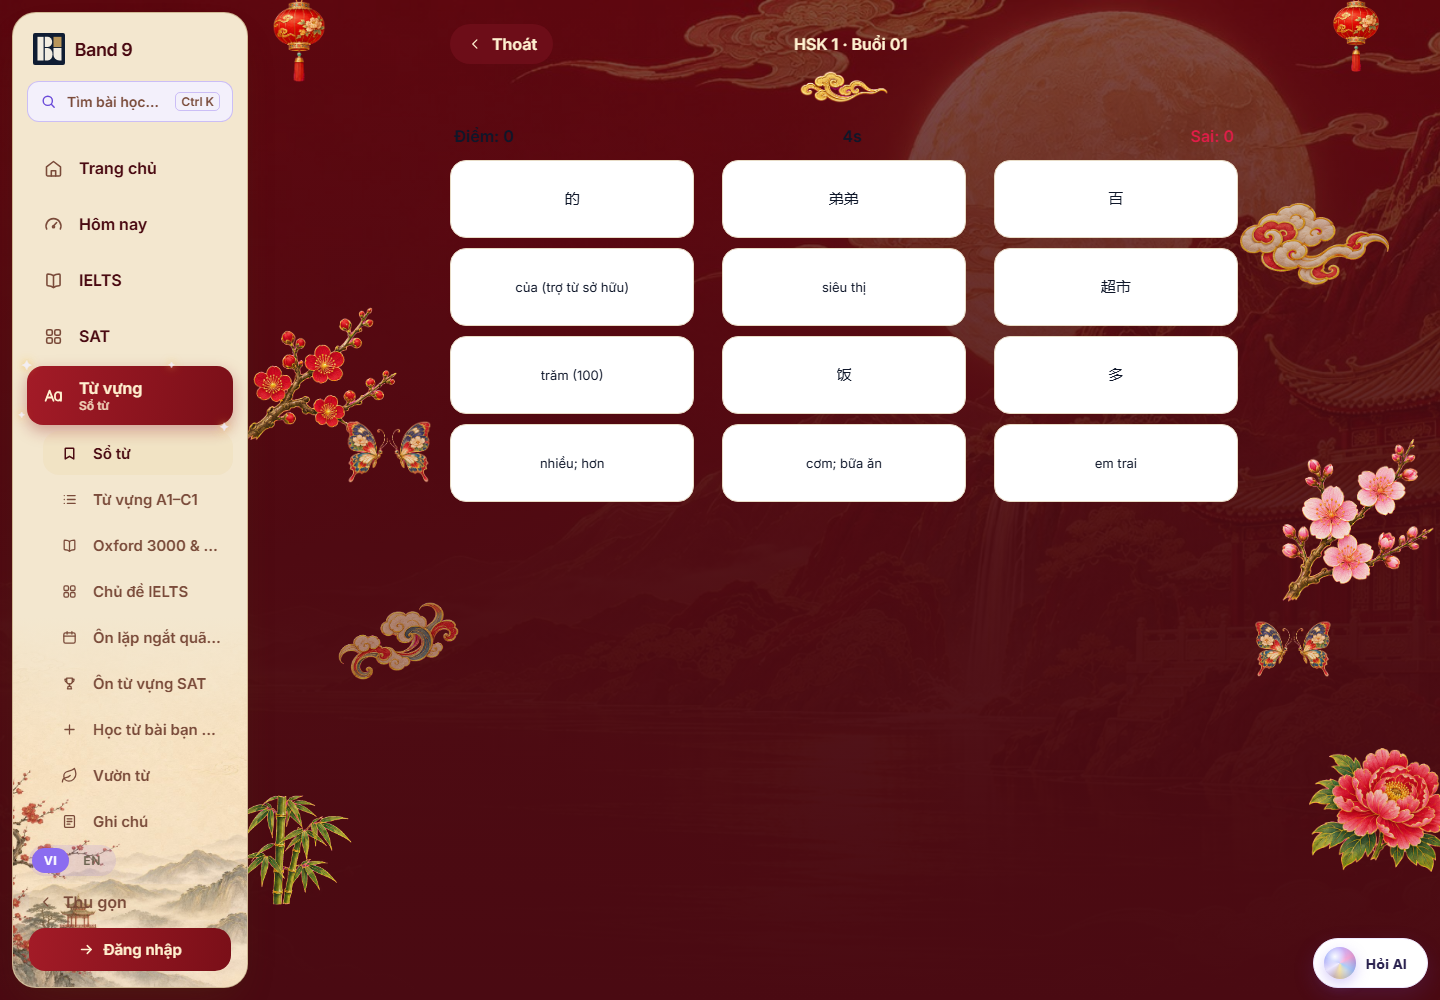 Band 9
Tìm bài học...
Ctrl K
Trang chủ
Hôm nay
IELTS
SAT
Từ vựng
Sổ từ
Sổ từ
Từ vựng A1–C1
Oxford 3000 & ...
Chủ đề IELTS
Ôn lặp ngắt quã...
Ôn từ vựng SAT
Học từ bài bạn ...
Vườn từ
Ghi chú
VI
EN
Thu gọn
Đăng nhập
Thoát
HSK 1 · Buổi 01
Điểm: 0
4s
Sai: 0
的
弟弟
百
của (trợ từ sở hữu)
siêu thị
超市
trăm (100)
饭
多
nhiều; hơn
cơm; bữa ăn
em trai
Hỏi AI